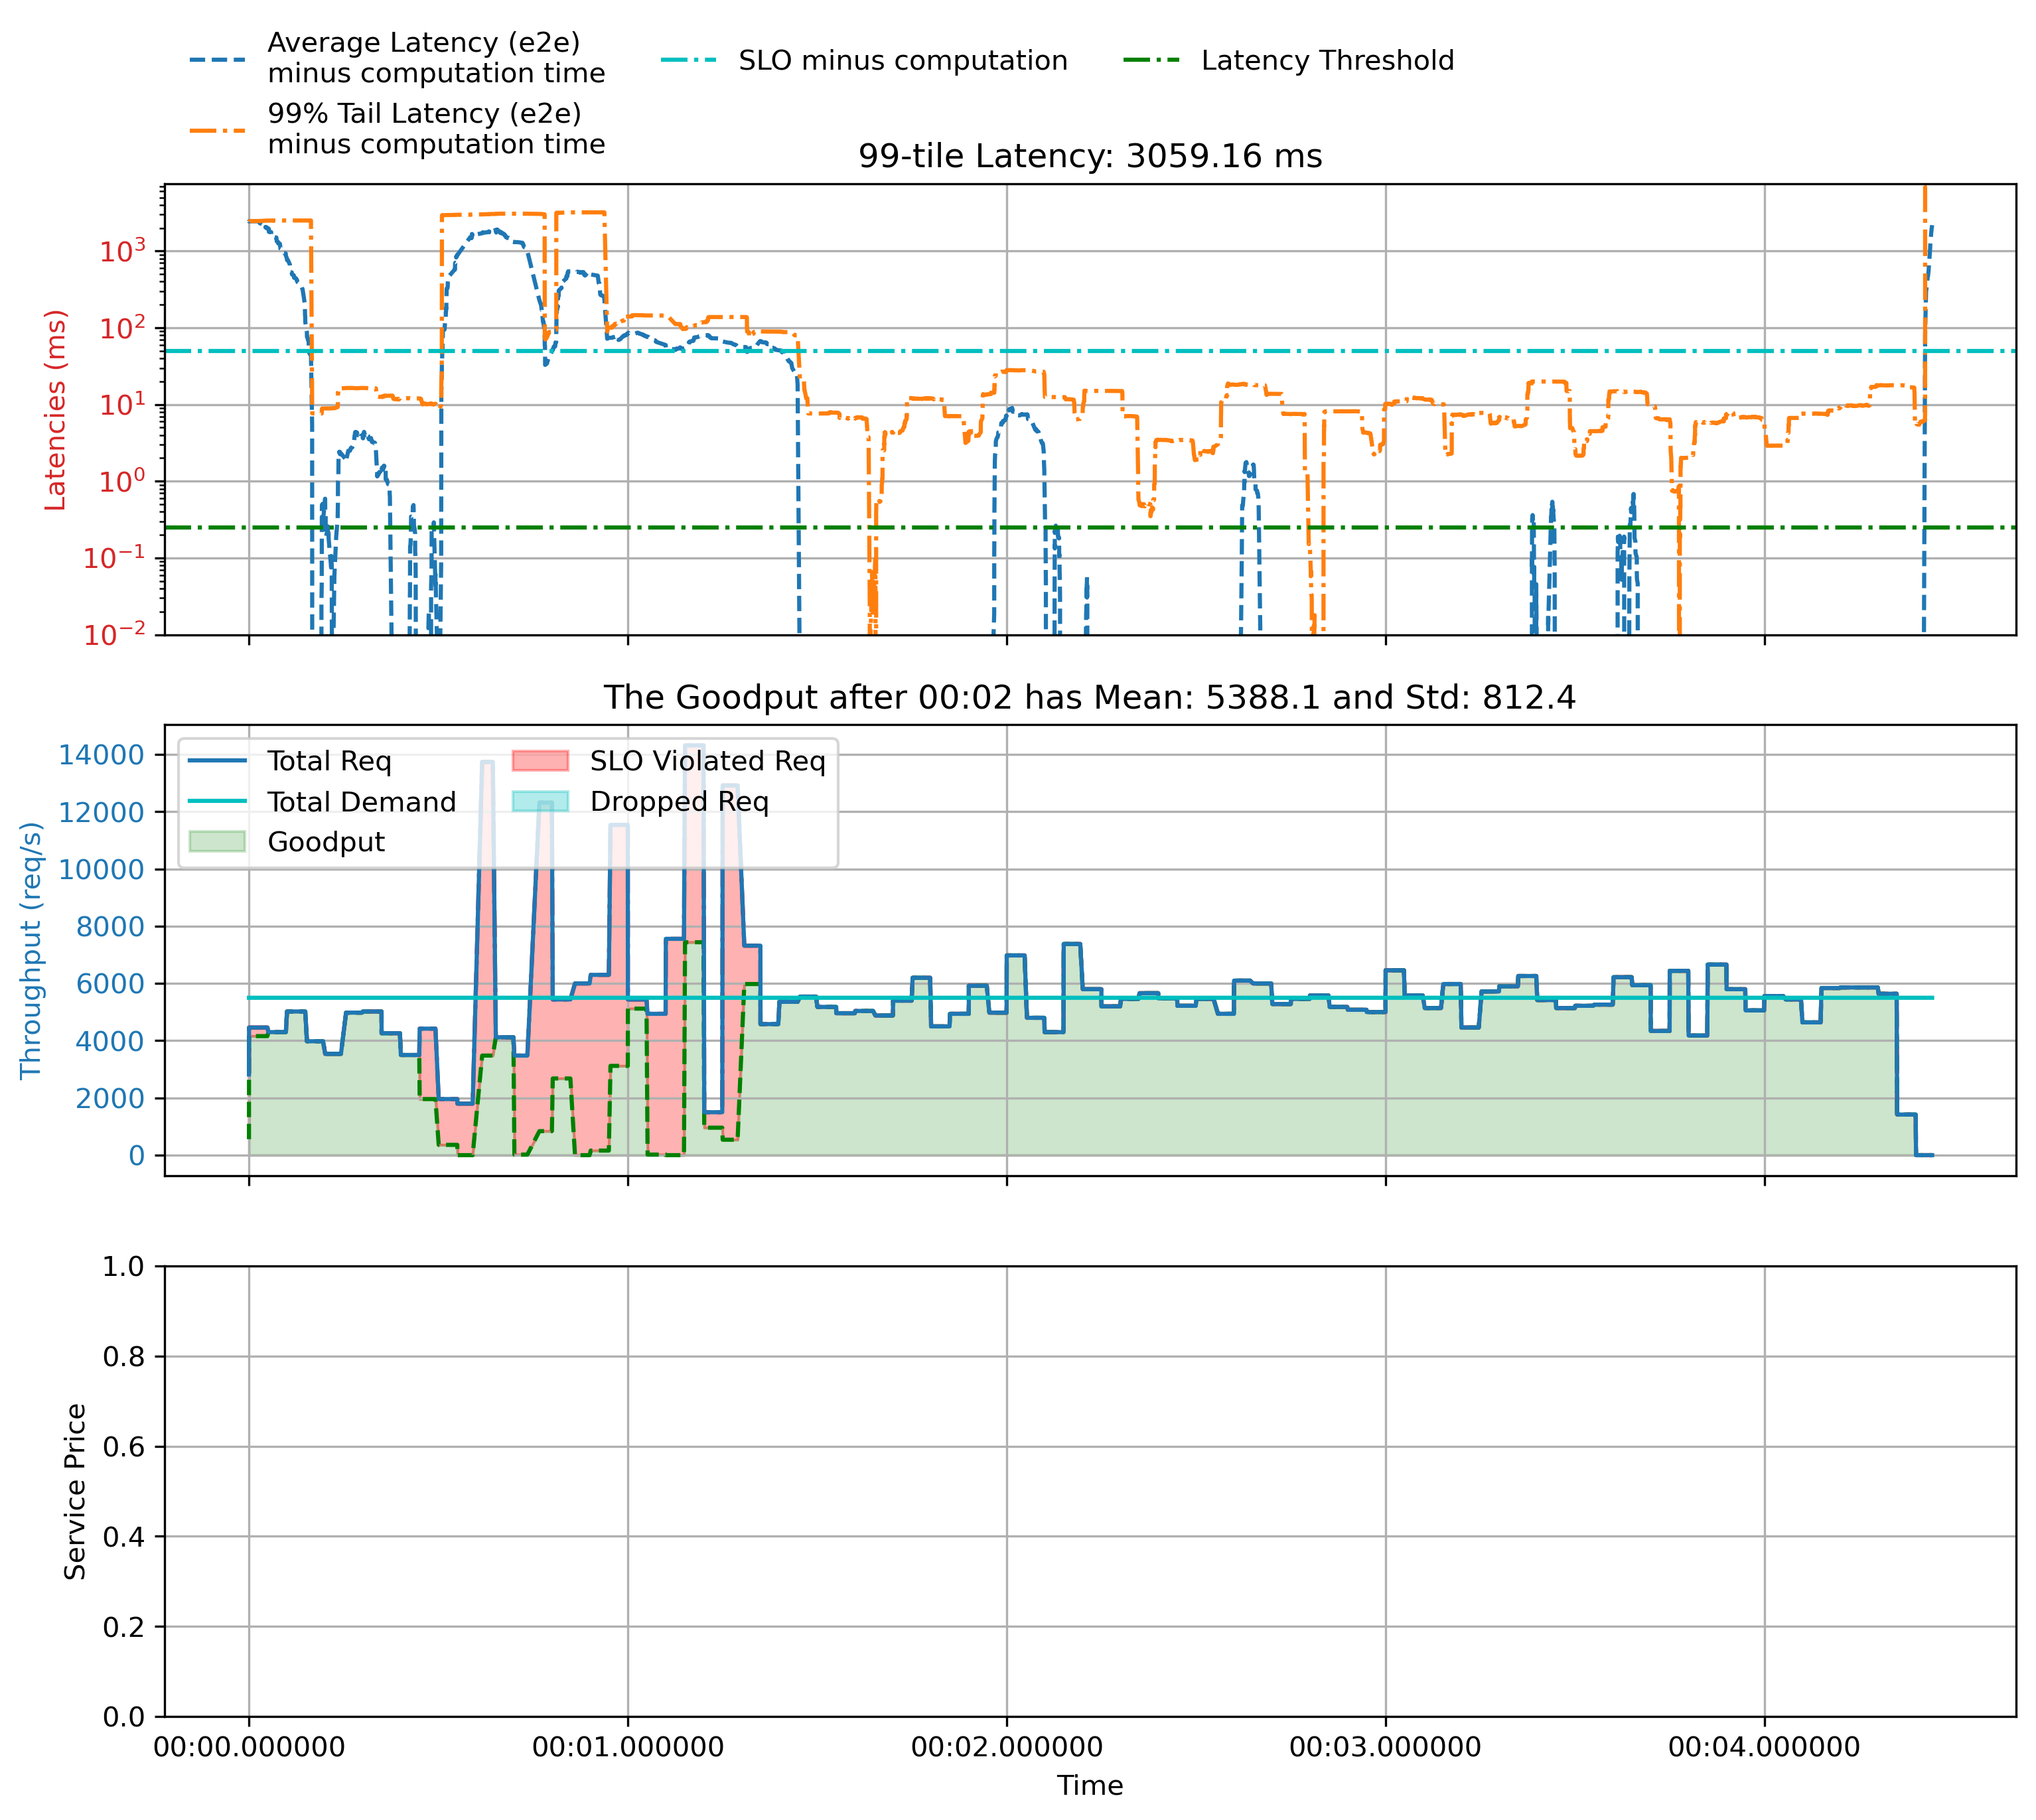 Average Latency (e2e)
minus computation time
99% Tail Latency (e2e)
minus computation time
SLO minus computation
Latency Threshold
99-tile Latency: 3059.16 ms
Latencies (ms)
10³
10²
10¹
10⁰
10⁻¹
10⁻²
The Goodput after 00:02 has Mean: 5388.1 and Std: 812.4
Throughput (req/s)
14000
12000
10000
8000
6000
4000
2000
0
Total Req
Total Demand
Goodput
SLO Violated Req
Dropped Req
Service Price
1.0
0.8
0.6
0.4
0.2
0.0
00:00.000000
00:01.000000
00:02.000000
00:03.000000
00:04.000000
Time